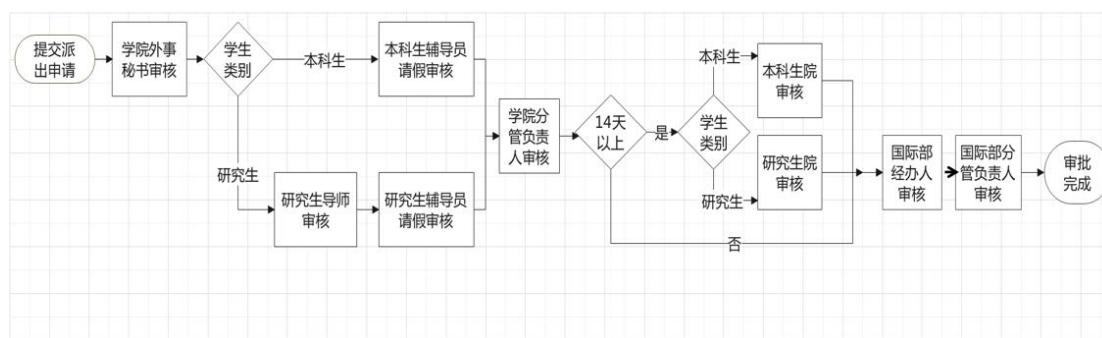 提交派
出申请
学院外事
秘书审核
学生
类别
本科生
本科生辅导员
请假审核
研究生
研究生导师
审核
研究生辅导员
请假审核
学院分
管负责
人审核
14天
以上
是
否
学生
类别
本科生
本科生院
审核
研究生
研究生院
审核
国际部
经办人
审核
国际部分
管负责人
审核
审批
完成